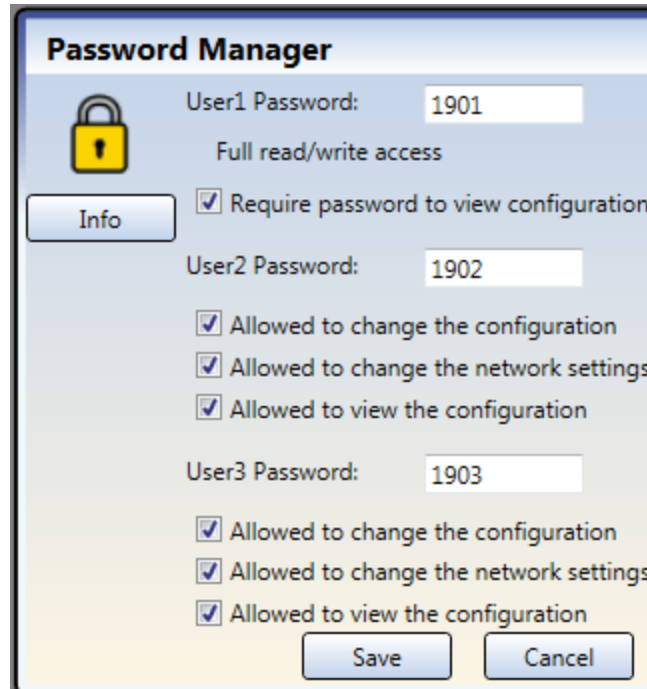 Password Manager
User1 Password: 1901
Full read/write access
Info
Require password to view configuration
User2 Password: 1902
Allowed to change the configuration
Allowed to change the network settings
Allowed to view the configuration
User3 Password: 1903
Allowed to change the configuration
Allowed to change the network settings
Allowed to view the configuration
Save Cancel